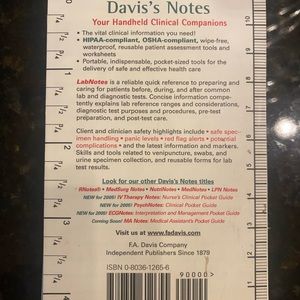 Davis's Notes
Your Handheld Clinical Companions
• The vital clinical information you need!
• HIPAA-compliant, OSHA-compliant, wipe-free,
waterproof, reusable patient assessment tools and
worksheets
• Portable, indispensable, pocket-sized tools for the
delivery of safe and effective health care
LabNotes is a reliable quick reference to preparing and
caring for patients before, during, and after common
lab and diagnostic tests. Concise information compe-
tently explains lab reference ranges and considerations,
diagnostic test purposes and procedures, pre-test
preparation, and post-test care.
Client and clinician safety highlights include • safe spec-
imen handling • panic levels • red flag alerts • potential
complications • and the latest information and markers.
Skills and tools related to venipuncture, swabs, and
urine specimen collection, and reusable forms for lab
test results.
Look for our other Davis's Notes titles
RNotes® • MedSurg Notes • NutriNotes • MedNotes • LPN Notes
NEW for 2005! IV Therapy Notes: Nurse's Clinical Pocket Guide
NEW for 2005! PsychNotes: Clinical Pocket Guide
NEW for 2005! ECGNotes: Interpretation and Management Pocket Guide
Coming Soon! MA Notes: Medical Assistant's Pocket Guide
Visit us at www.fadavis.com
F.A. Davis Company
Independent Publishers Since 1879
ISBN 0-8036-1265-6
90000>